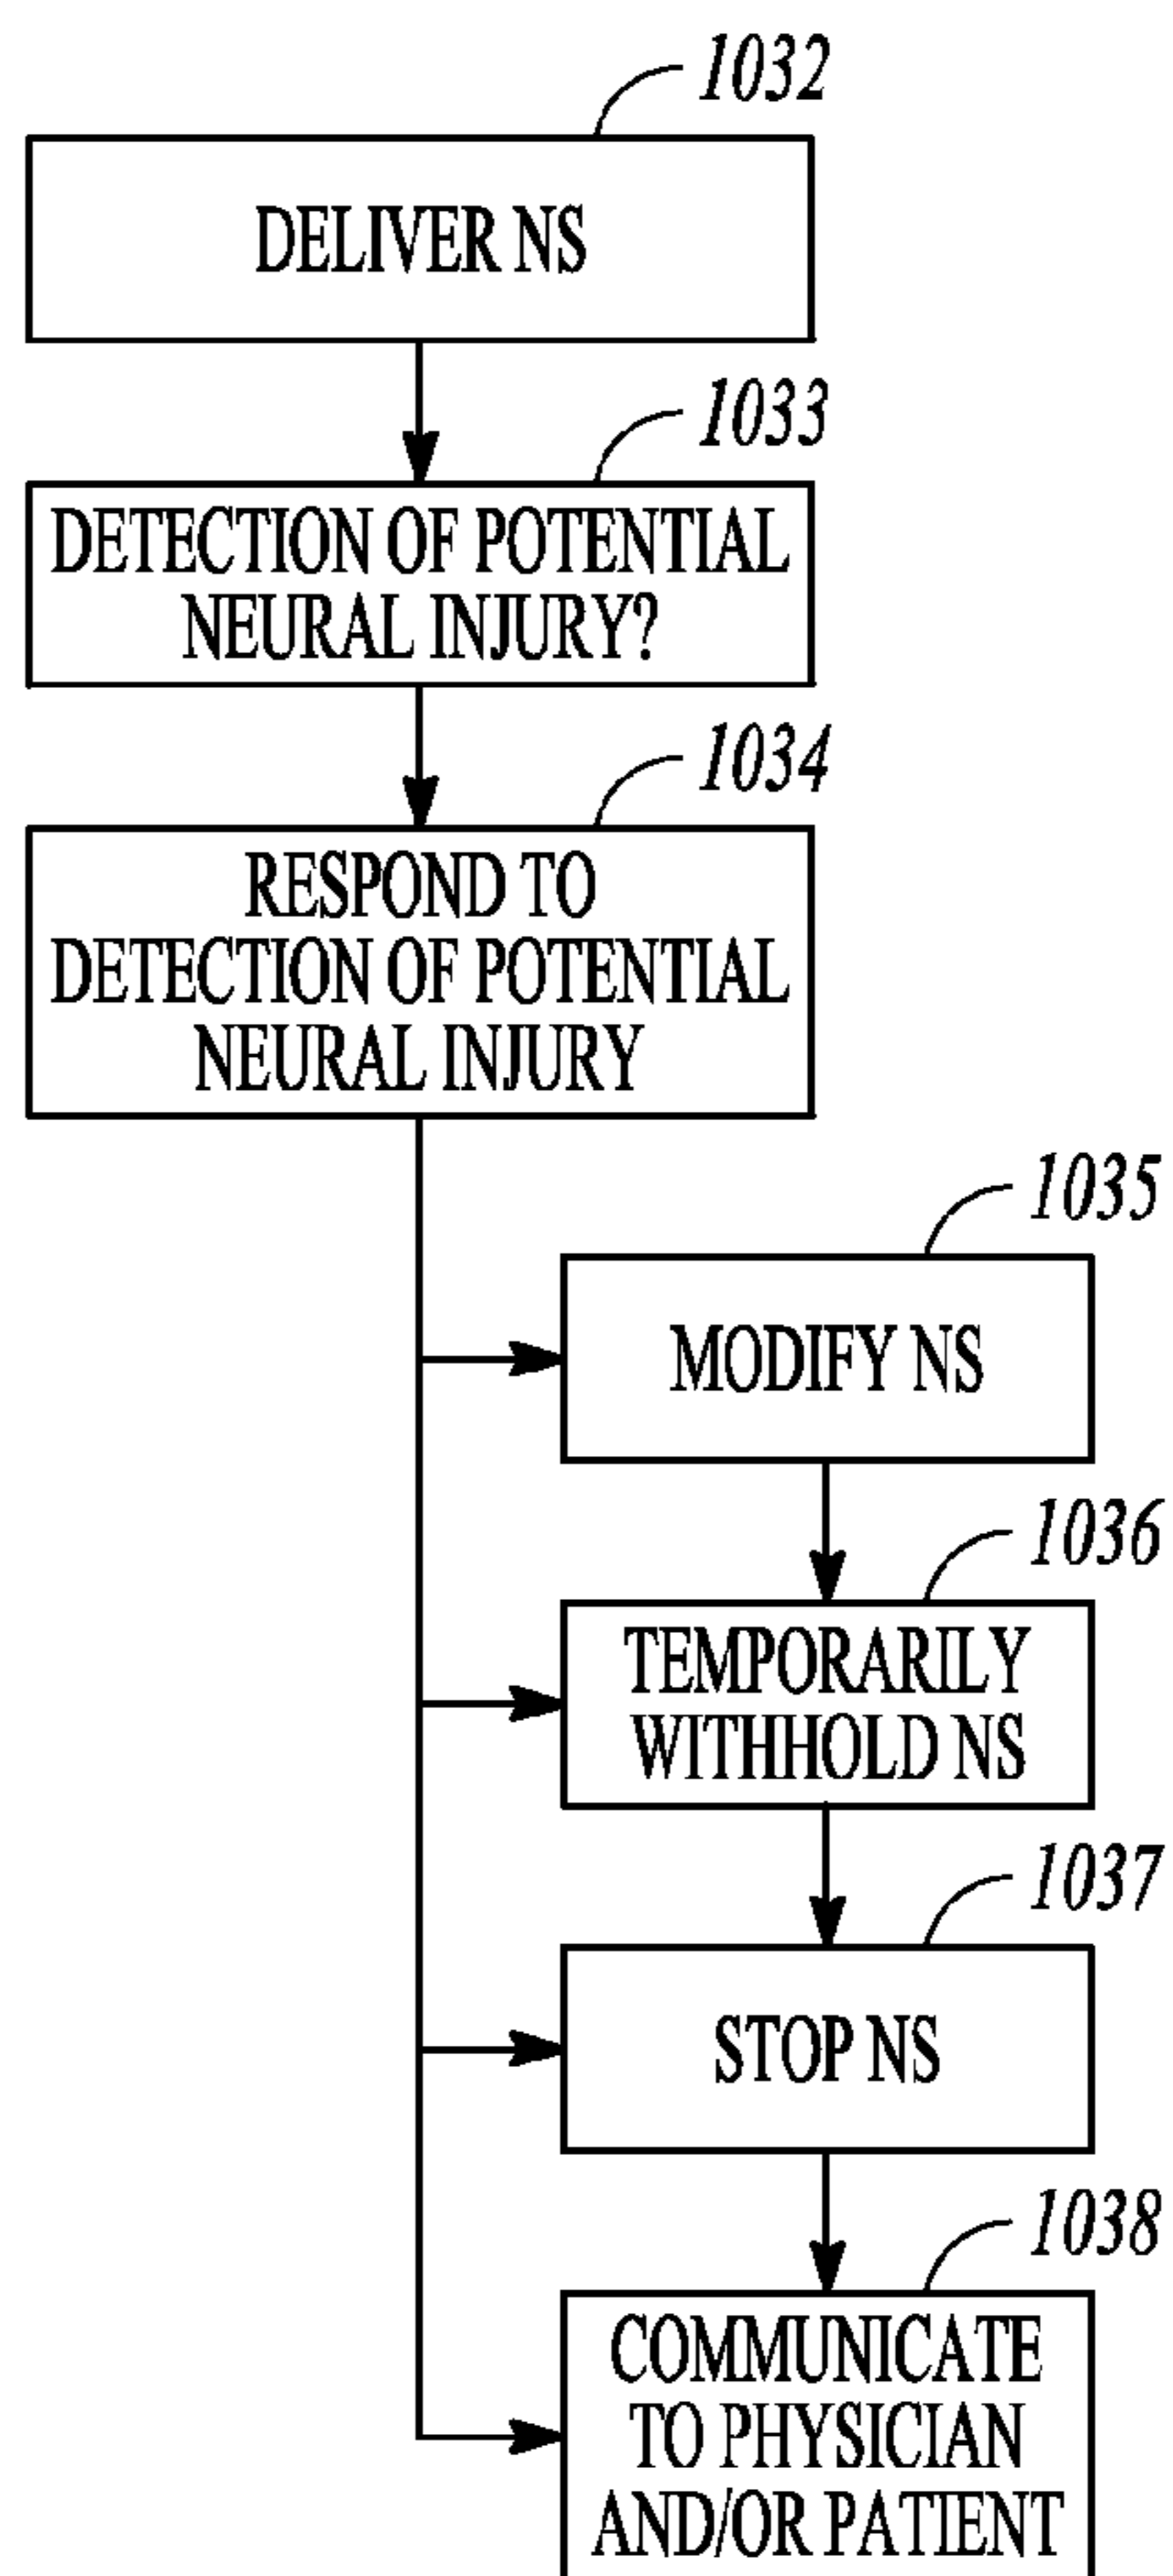 1032
DELIVER NS
1033
DETECTION OF POTENTIAL
NEURAL INJURY?
1034
RESPOND TO
DETECTION OF POTENTIAL
NEURAL INJURY
1035
MODIFY NS
1036
TEMPORARILY
WITHHOLD NS
1037
STOP NS
1038
COMMUNICATE
TO PHYSICIAN
AND/OR PATIENT